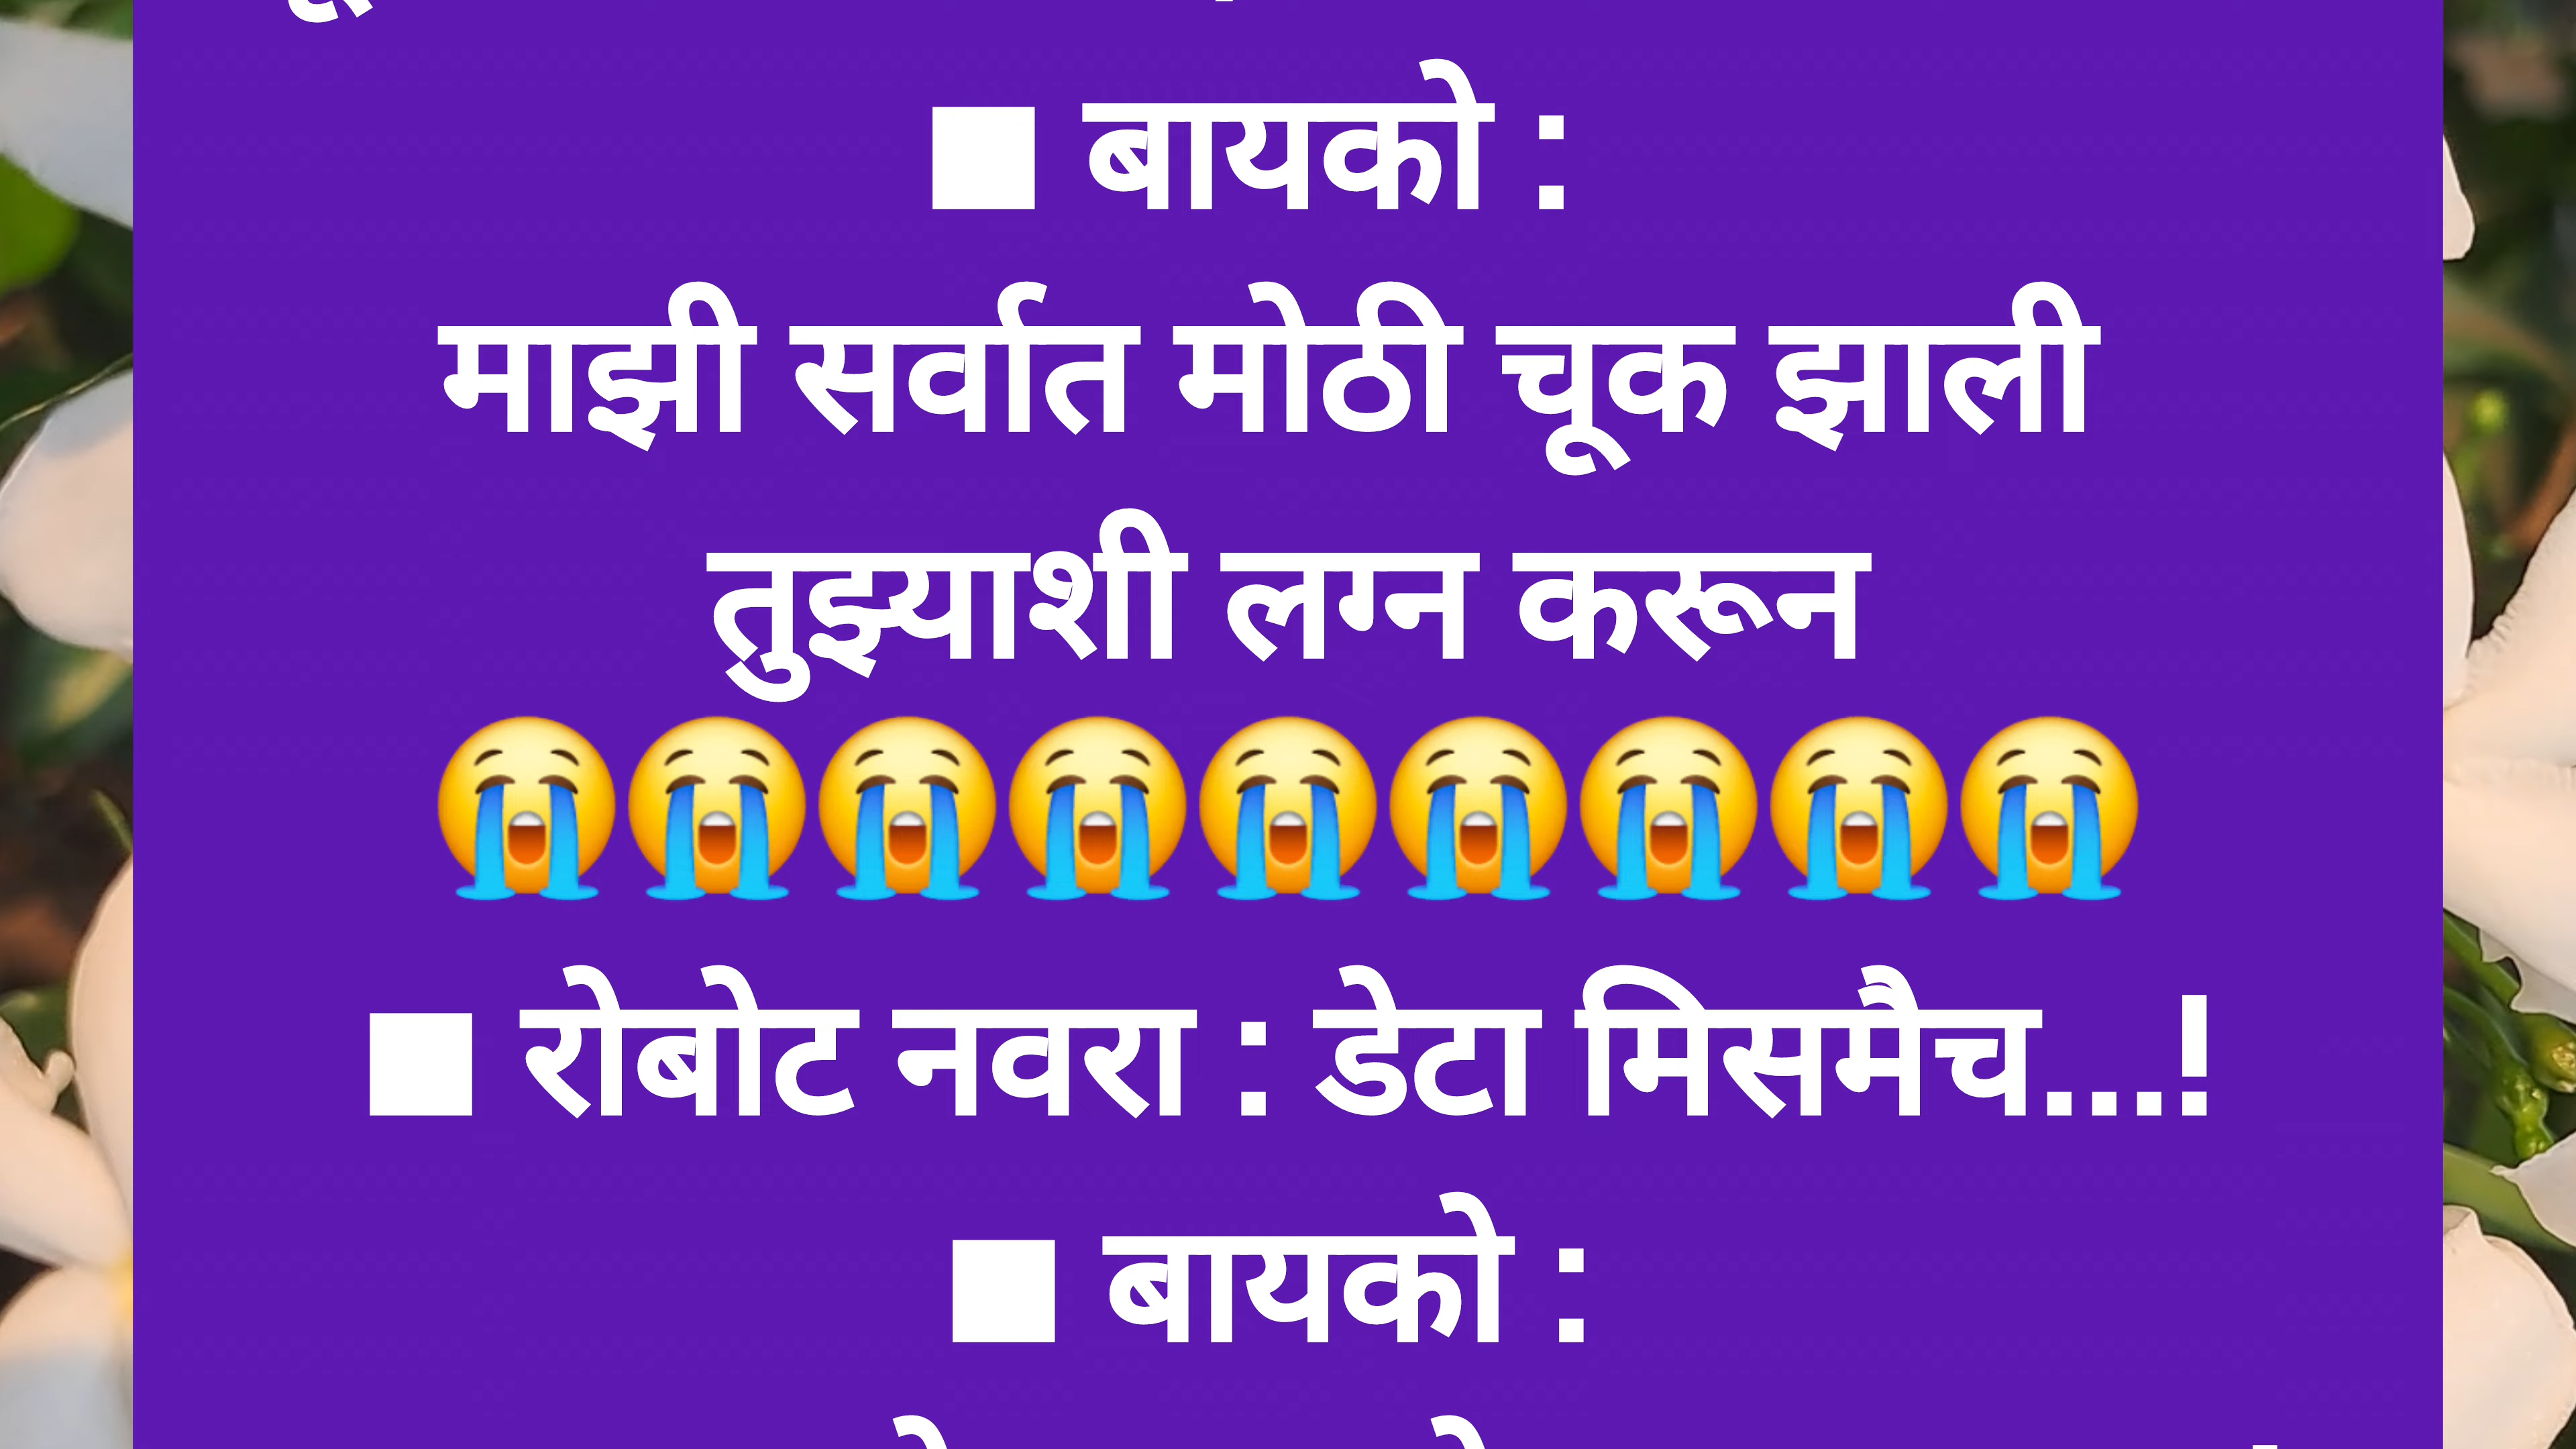 ■ बायको :
माझी सर्वात मोठी चूक झाली
तुझ्याशी लग्न करून
😭😭😭😭😭😭😭😭😭
■ रोबोट नवरा : डेटा मिसमैच...!
■ बायको :